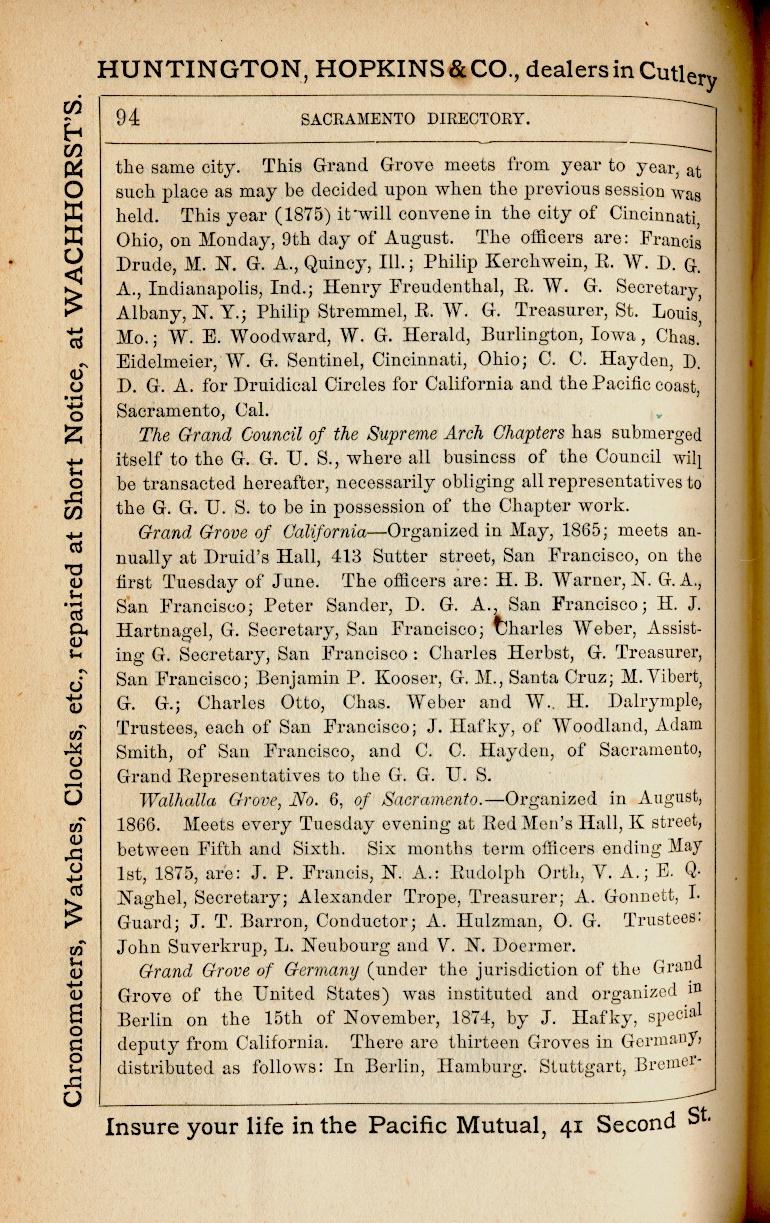 HUNTINGTON, HOPKINS & CO., dealers in Cutlery
94 SACRAMENTO DIRECTORY.
the same city. This Grand Grove meets from year to year, at
such place as may be decided upon when the previous session was
held. This year (1875) it will convene in the city of Cincinnati,
Ohio, on Monday, 9th day of August. The officers are: Francis
Drude, M. N. G. A., Quincy, Ill.; Philip Kerchwein, R. W. D. G.
A., Indianapolis, Ind.; Henry Freudenthal, R. W. G. Secretary,
Albany, N. Y.; Philip Stremmel, R. W. G. Treasurer, St. Louis,
Mo.; W. E. Woodward, W. G. Herald, Burlington, Iowa, Chas.
Eidelmeier, W. G. Sentinel, Cincinnati, Ohio; C. C. Hayden, D.
D. G. A. for Druidical Circles for California and the Pacific coast,
Sacramento, Cal.
The Grand Council of the Supreme Arch Chapters has submerged
itself to the G. G. U. S., where all business of the Council will
be transacted hereafter, necessarily obliging all representatives to
the G. G. U. S. to be in possession of the Chapter work.
Grand Grove of California—Organized in May, 1865; meets an-
nually at Druid's Hall, 413 Sutter street, San Francisco, on the
first Tuesday of June. The officers are: H. B. Warner, N. G. A.,
San Francisco; Peter Sander, D. G. A., San Francisco; H. J.
Hartnagel, G. Secretary, San Francisco; Charles Weber, Assist-
ing G. Secretary, San Francisco: Charles Herbst, G. Treasurer,
San Francisco; Benjamin P. Kooser, G. M., Santa Cruz; M. Vibert,
G. G.; Charles Otto, Chas. Weber and W. H. Dalrymple,
Trustees, each of San Francisco; J. Hafky, of Woodland, Adam
Smith, of San Francisco, and C. C. Hayden, of Sacramento,
Grand Representatives to the G. G. U. S.
Walhalla Grove, No. 6, of Sacramento.—Organized in August,
1866. Meets every Tuesday evening at Red Men's Hall, K street,
between Fifth and Sixth. Six months term officers ending May
1st, 1875, are: J. P. Francis, N. A.: Rudolph Orth, V. A.; E. Q.
Naghel, Secretary; Alexander Trope, Treasurer; A. Gonnett, I.
Guard; J. T. Barron, Conductor; A. Hulzman, O. G. Trustees:
John Suverkrup, L. Neubourg and V. N. Doermer.
Grand Grove of Germany (under the jurisdiction of the Grand
Grove of the United States) was instituted and organized in
Berlin on the 15th of November, 1874, by J. Hafky, special
deputy from California. There are thirteen Groves in Germany,
distributed as follows: In Berlin, Hamburg. Stuttgart, Bremer-
Insure your life in the Pacific Mutual, 41 Second St.
Chronometers, Watches, Clocks, etc., repaired at Short Notice, at WACHHORST'S.